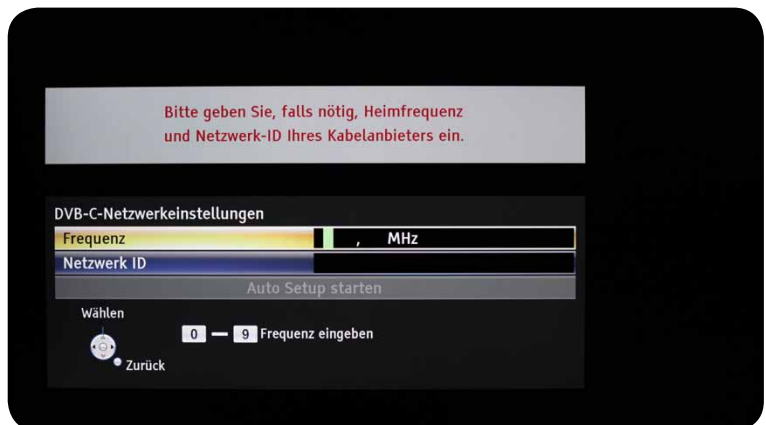 Bitte geben Sie, falls nötig, Heimfrequenz
und Netzwerk-ID Ihres Kabelanbieters ein.
DVB-C-Netzwerkeinstellungen
Frequenz , MHz
Netzwerk ID
Auto Setup starten
Wählen
0 — 9 Frequenz eingeben
Zurück